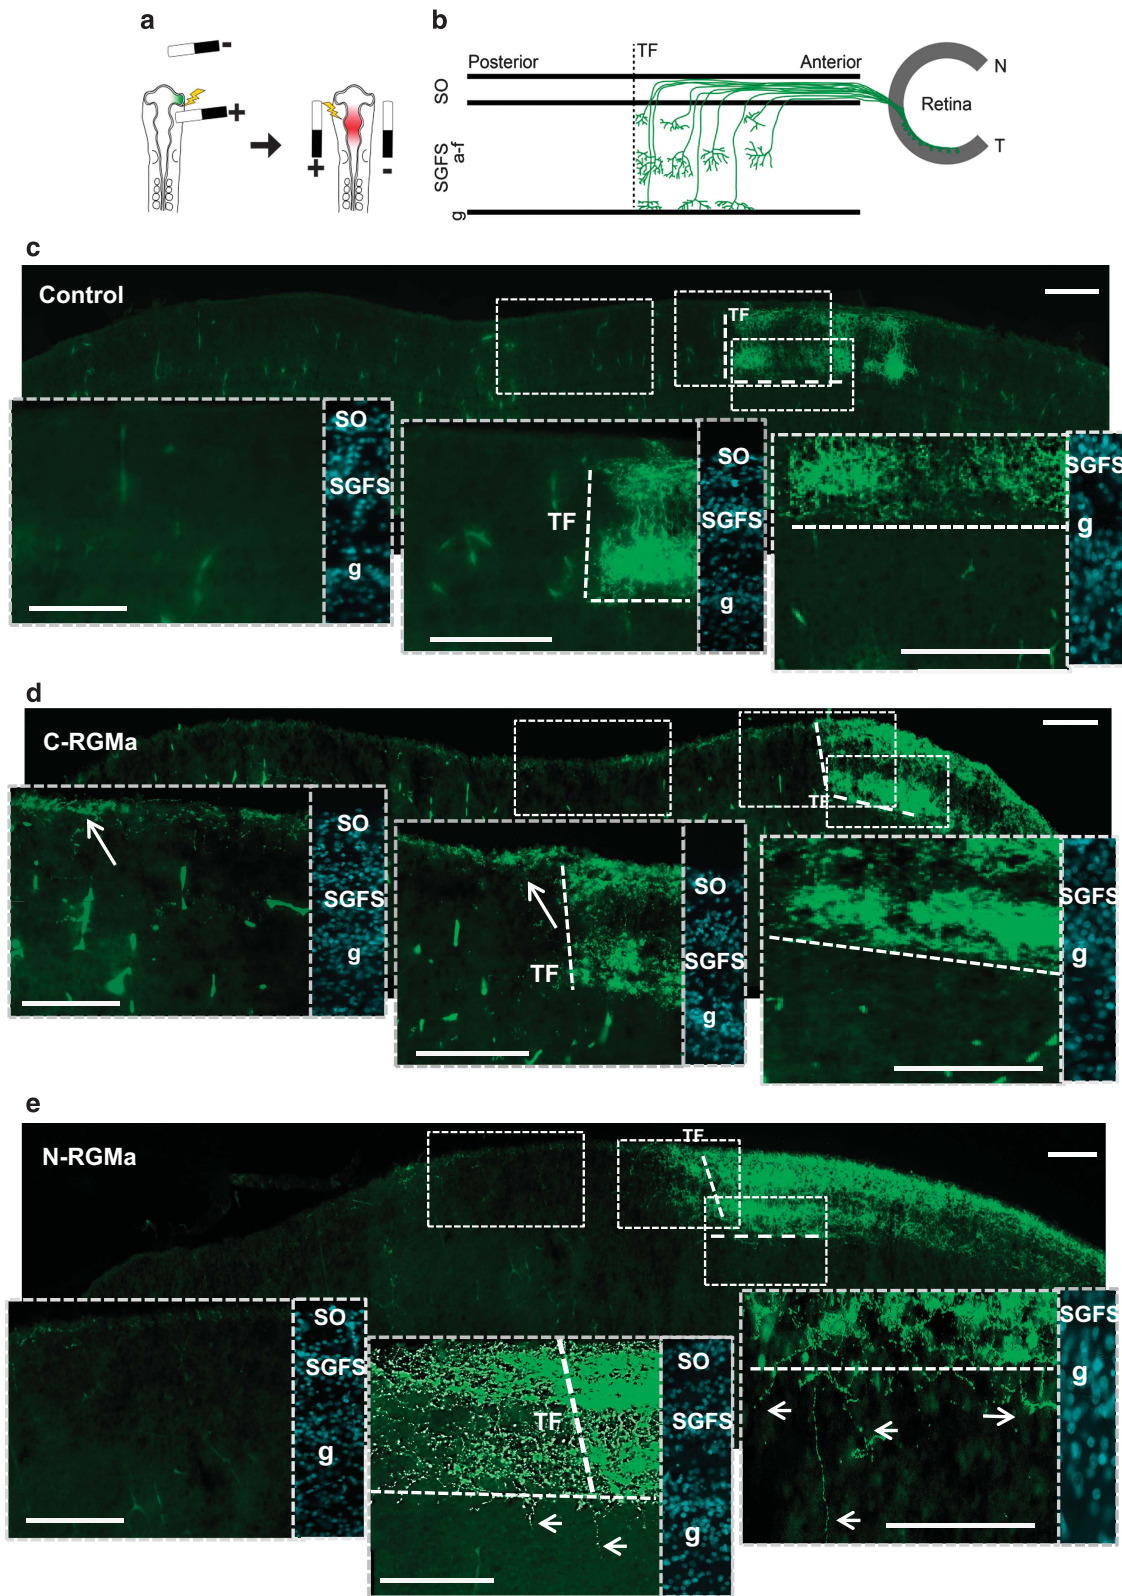 a
-
+
+
-
b
TF
Posterior
Anterior
SO
SGFS
a-f
g
N
Retina
T
c
Control
TF
SO
SGFS
g
TF
SO
SGFS
g
SGFS
g
d
C-RGMa
TF
SO
SGFS
g
TF
SO
SGFS
g
SGFS
g
e
N-RGMa
TF
SO
SGFS
g
TF
SO
SGFS
g
SGFS
g